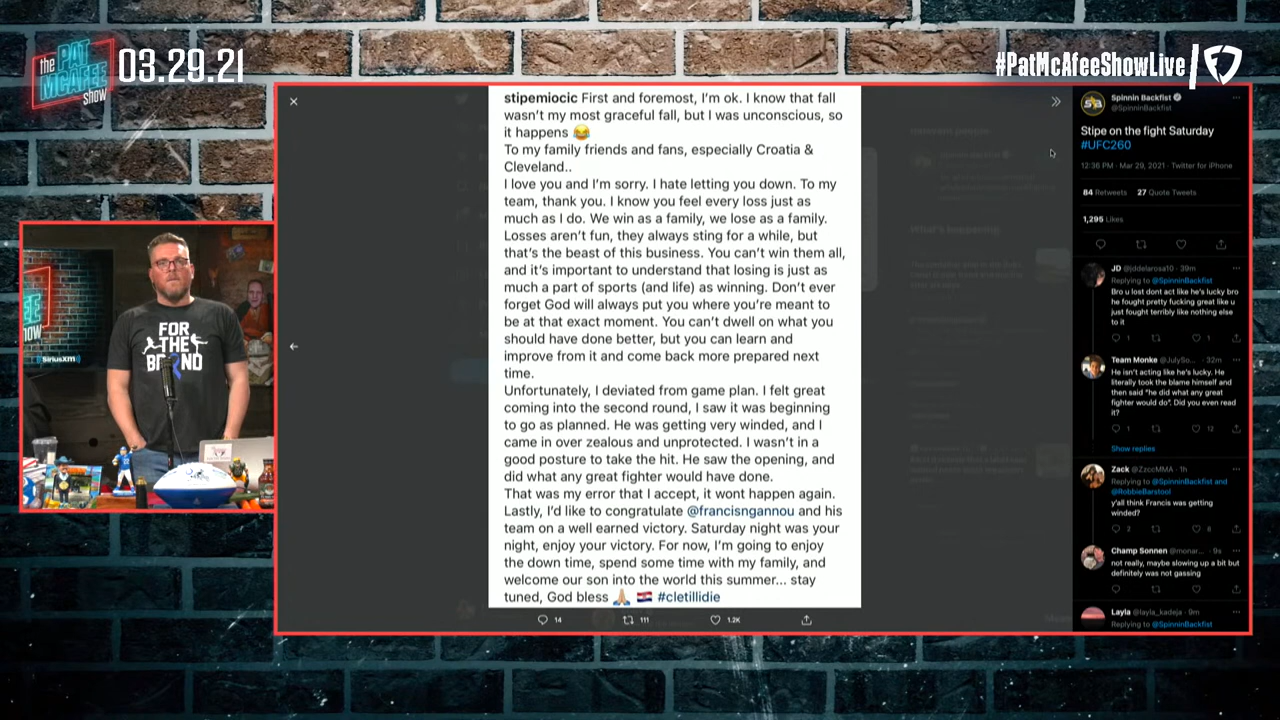 the
PAT
MCAFEE
show
03.29.21
#PatMcAfeeShowLive
FOR
THE
BRAND
SiriusXM
stipemiocic First and foremost, I'm ok. I know that fall
wasn't my most graceful fall, but I was unconscious, so
it happens 😂
To my family friends and fans, especially Croatia &
Cleveland..
I love you and I'm sorry. I hate letting you down. To my
team, thank you. I know you feel every loss just as
much as I do. We win as a family, we lose as a family.
Losses aren't fun, they always sting for a while, but
that's the beast of this business. You can't win them all,
and it's important to understand that losing is just as
much a part of sports (and life) as winning. Don't ever
forget God will always put you where you're meant to
be at that exact moment. You can't dwell on what you
should have done better, but you can learn and
improve from it and come back more prepared next
time.
Unfortunately, I deviated from game plan. I felt great
coming into the second round, I saw it was beginning
to go as planned. He was getting very winded, and I
came in over zealous and unprotected. I wasn't in a
good posture to take the hit. He saw the opening, and
did what any great fighter would have done.
That was my error that I accept, it wont happen again.
Lastly, I'd like to congratulate @francisngannou and his
team on a well earned victory. Saturday night was your
night, enjoy your victory. For now, I'm going to enjoy
the down time, spend some time with my family, and
welcome our son into the world this summer... stay
tuned, God bless 🙏🏼 🇭🇷 #cletillidie
14 111 1.2K
Spinnin Backfist
@SpinninBackfist
Stipe on the fight Saturday
#UFC260
12:36 PM · Mar 29, 2021 · Twitter for iPhone
84 Retweets 27 Quote Tweets
1,295 Likes
JD @jddelarosa10 · 39m
Replying to @SpinninBackfist
Bro u lost dont act like he's lucky bro
he fought pretty fucking great like u
just fought terribly like nothing else
to it
1 1
Team Monke @JulySo... · 32m
He isn't acting like he's lucky. He
literally took the blame himself and
then said "he did what any great
fighter would do". Did you even read
it?
1 12
Show replies
Zack @ZzccMMA · 1h
Replying to @SpinninBackfist and
@RobbieBarstool
y'all think Francis was getting
winded?
2 8
Champ Sonnen @monar... · 9s
not really, maybe slowing up a bit but
definitely was not gassing
Layla @layla_kadeja · 9m
Replying to @SpinninBackfist